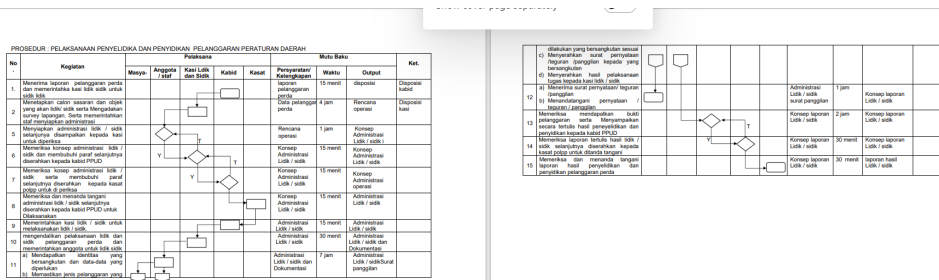 PROSEDUR : PELAKSANAAN PENYELIDIKA DAN PENYIDIKAN PELANGGARAN PERATURAN DAERAH
No
.
Kegiatan
Pelaksana
Mutu Baku
Ket.
Masya-
Anggota
/ staf
Kasi Lidk
dan Sidik
Kabid
Kasat
Persyaratan/
Kelengkapan
Waktu
Output
1
Menerima laporan pelanggaran perda
dan memerintahka kasi lidik sidik untuk
sidik lidik
laporan
pelanggaran
perda
15 menit
disposisi
Disposisi
kabid
2
Menetapkan calon sasaran dan objek
yang akan lidik/ sidik serta Mengadakan
survey lapangan. Serta memerintahkan
staf menyiapkan administrasi
Data pelanggar
perda
4 jam
Rencana
operasi
Disposisi
kasi
5
Menyiapkan administrasi lidik / sidik
selanjutnya disampaikan kepada kasi
untuk diperiksa
Rencana
operasi
1 jam
Konsep
Administrasi
Lidik / sidik
T
6
Memeriksa konsep administrasi lidik /
sidik dan membubuhi paraf selanjutnya
diserahkan kepada kabid PPUD
Y
T
Konsep
Administrasi
Lidik / sidik
15 menit
Konsep
Administrasi
Lidik / sidik
7
Memeriksa kosep administrasi lidik /
sidik serta membubuhi paraf
selanjutnya diserahkan kepada kasat
polpp untuk di periksa
Y
Konsep
Administrasi
Lidik / sidik
15 menit
Konsep
Administrasi
operasi
8
Memeriksa dan menanda tangani
administrasi lidik / sidik selanjutnya
diserahkan kepada kabid PPUD untuk
Dilaksanakan
Konsep
Administrasi
Lidik / sidik
15 menit
Administrasi
Lidik / sidik
9
Memerintahkan kasi lidik / sidik untuk
melaksanakan lidik / sidik.
Administrasi
Lidik / sidik
15 menit
Administrasi
Lidik / sidik.
10
mengendalikan pelaksanaan lidik dan
sidik pelanggaran perda dan
memerintahkan anggota untuk lidik sidik
Administrasi
Lidik / sidik
30 menit
Administrasi
Lidik / sidik dan
Dokumentasi
11
a) Mendapatkan identitas yang
bersangkutan dan data-data yang
diperlukan
b) Memastikan jenis pelanggaran yang
Administrasi
Lidik / sidik dan
Dokumentasi
7 jam
Administrasi
Lidik / sidikSurat
panggilan
dilakukan yang bersangkutan sesuai
c) Menyerahkan surat pernyataan
/teguran /panggilan kepada yang
bersangkutan
d) Menyerahkan hasil pelaksanaan
tugas kepada kasi lidik / sidik
12
a) Menerima surat pernyataan/ teguran
/panggilan
b) Menandatangani pernyataan /
teguran / panggilan
Administrasi
Lidik / sidik
surat panggilan
1 jam
Konsep laporan
Lidik / sidik
13
Memeriksa mendapatkan bukti
pelanggaran serta Menyampaikan
secara tertulis hasil penyelidikan dan
penyidikan kepada kabid PPUD
Y
T
Konsep laporan
Lidik / sidik
2 jam
Konsep laporan
Lidik / sidik
14
Memeriksa laporan tertulis hasil lidik /
sidik selanjutnya diserahkan kepada
kasat polpp untuk ditanda tangani
Konsep laporan
Lidik / sidik
30 menit
Konsep laporan
Lidik / sidik
15
Memeriksa dan menanda tangani
laporan hasil penyelidikan dan
penyidikan pelanggaran perda
Y
Konsep laporan
Lidik / sidik
30 menit
laporan hasil
Lidik / sidik